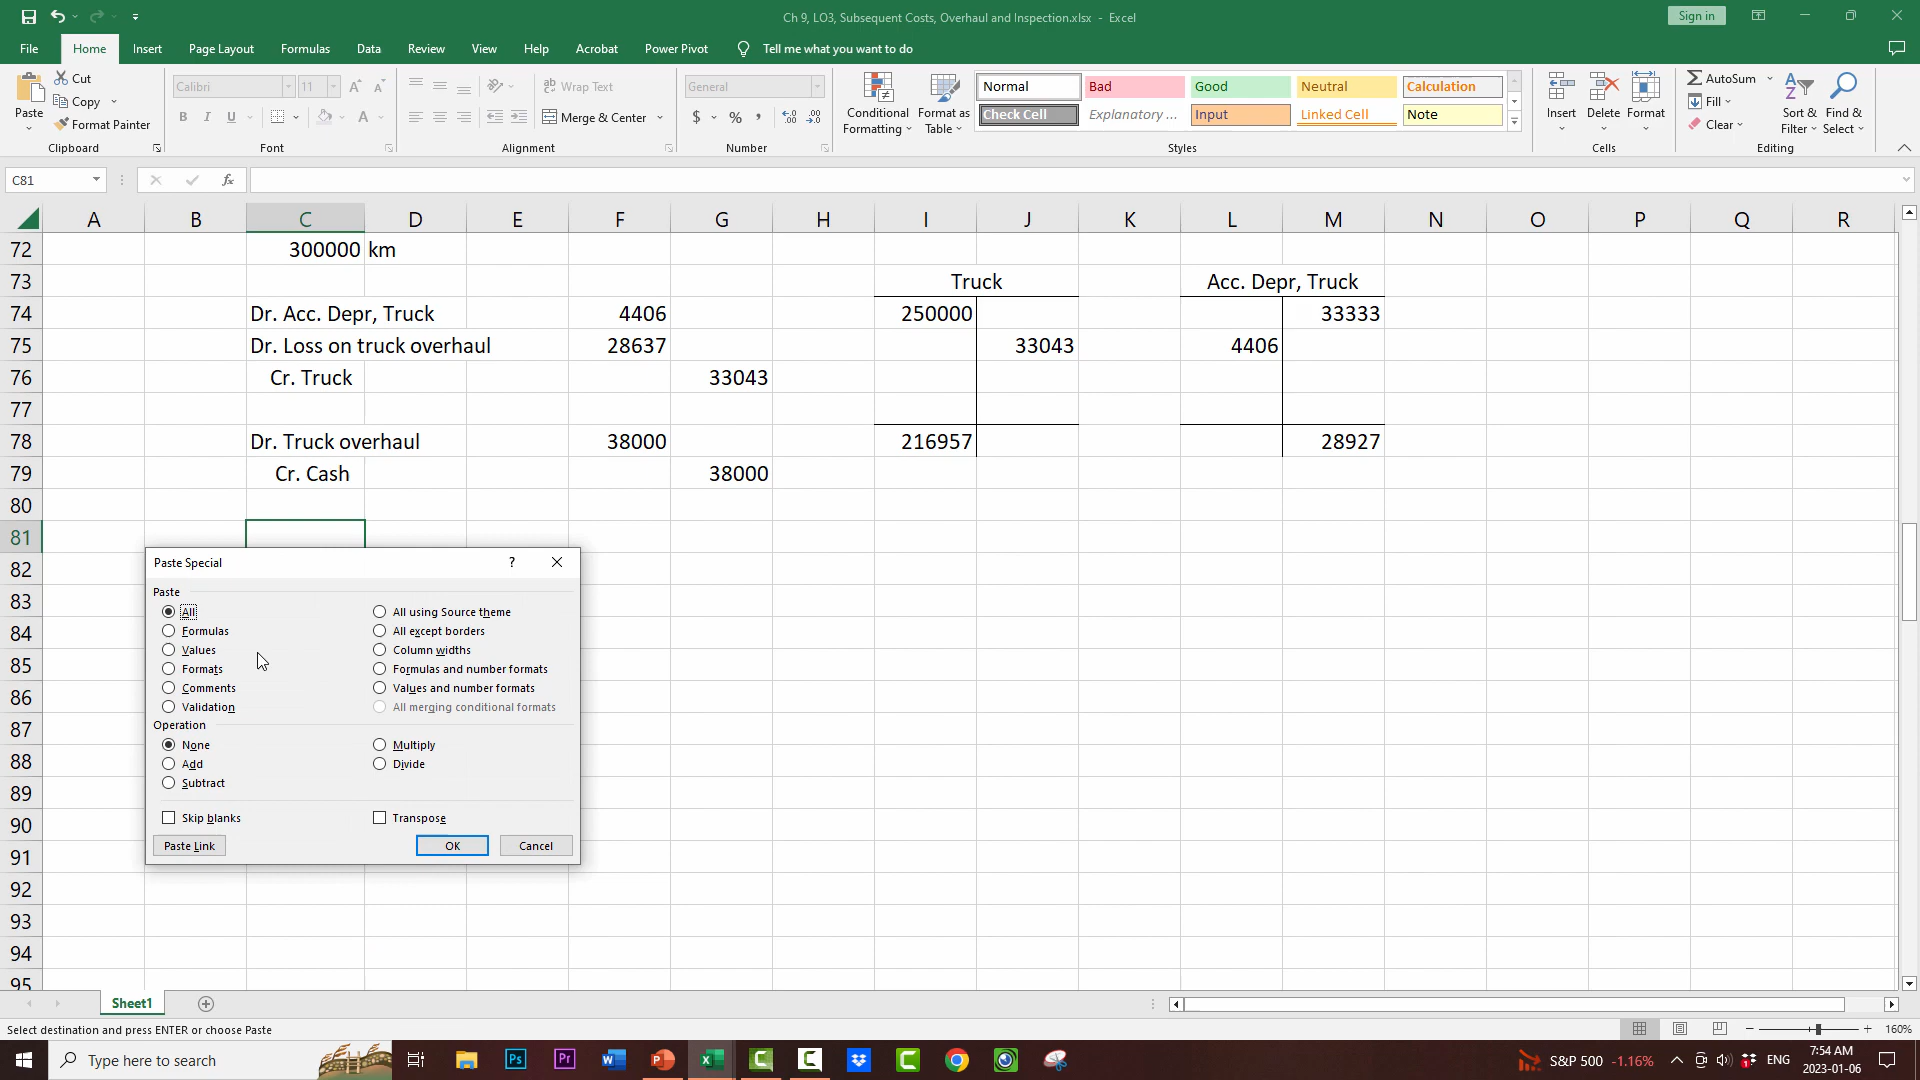 Ch 9, LO3, Subsequent Costs, Overhaul and Inspection.xlsx - Excel
Sign in
File Home Insert Page Layout Formulas Data Review View Help Acrobat Power Pivot Tell me what you want to do
Paste
Cut
Copy
Format Painter
Clipboard
Calibri 11
B I U
Font
Wrap Text
Merge & Center
Alignment
General
$ % ,
Number
Conditional Formatting
Format as Table
Normal Bad Good Neutral Calculation
Check Cell Explanatory ... Input Linked Cell Note
Styles
Insert Delete Format
Cells
AutoSum
Fill
Clear
Sort & Filter
Find & Select
Editing
C81
fx
A B C D E F G H I J K L M N O P Q R
72 300000 km
73 Truck Acc. Depr, Truck
74 Dr. Acc. Depr, Truck 4406 250000 33333
75 Dr. Loss on truck overhaul 28637 33043 4406
76 Cr. Truck 33043
77
78 Dr. Truck overhaul 38000 216957 28927
79 Cr. Cash 38000
80
81
82
83
84
85
86
87
88
89
90
91
92
93
94
95
Paste Special ?
Paste
All All using Source theme
Formulas All except borders
Values Column widths
Formats Formulas and number formats
Comments Values and number formats
Validation All merging conditional formats
Operation
None Multiply
Add Divide
Subtract
Skip blanks Transpose
Paste Link OK Cancel
Sheet1
Select destination and press ENTER or choose Paste
160%
Type here to search
S&P 500 -1.16%
ENG
7:54 AM
2023-01-06